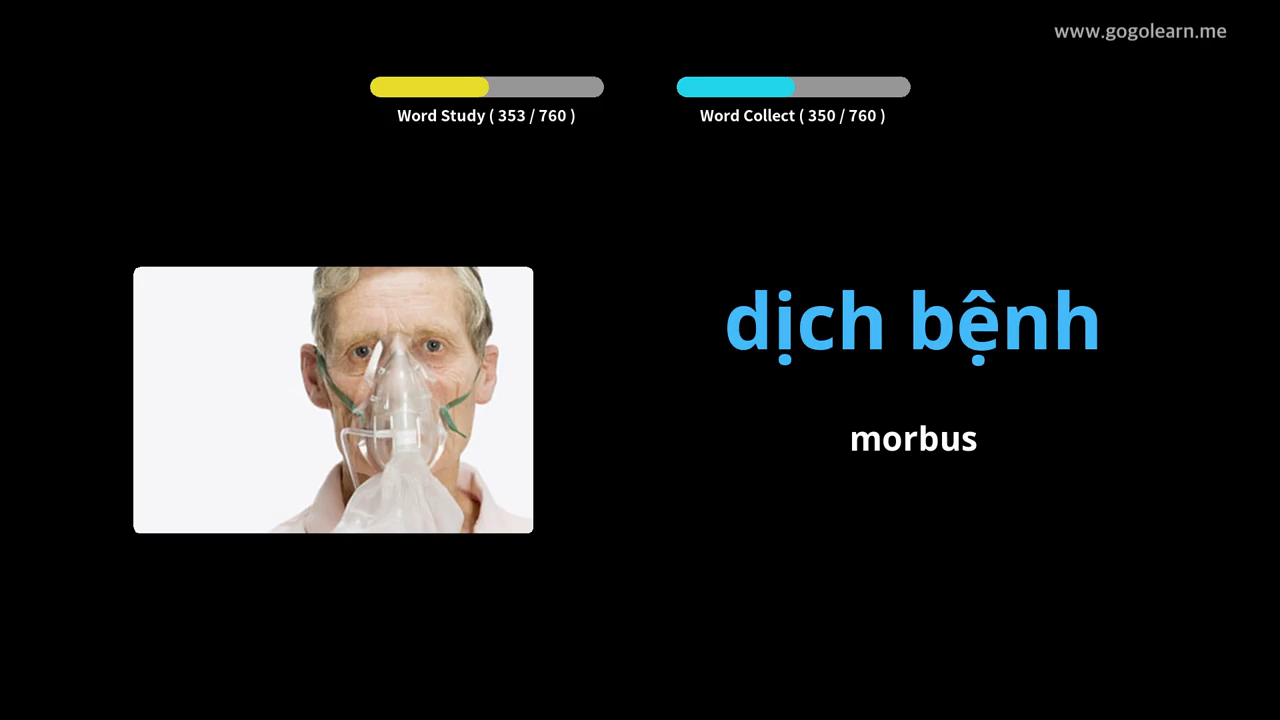 www.gogolearn.me
Word Study ( 353 / 760 )
Word Collect ( 350 / 760 )
dịch bệnh
morbus